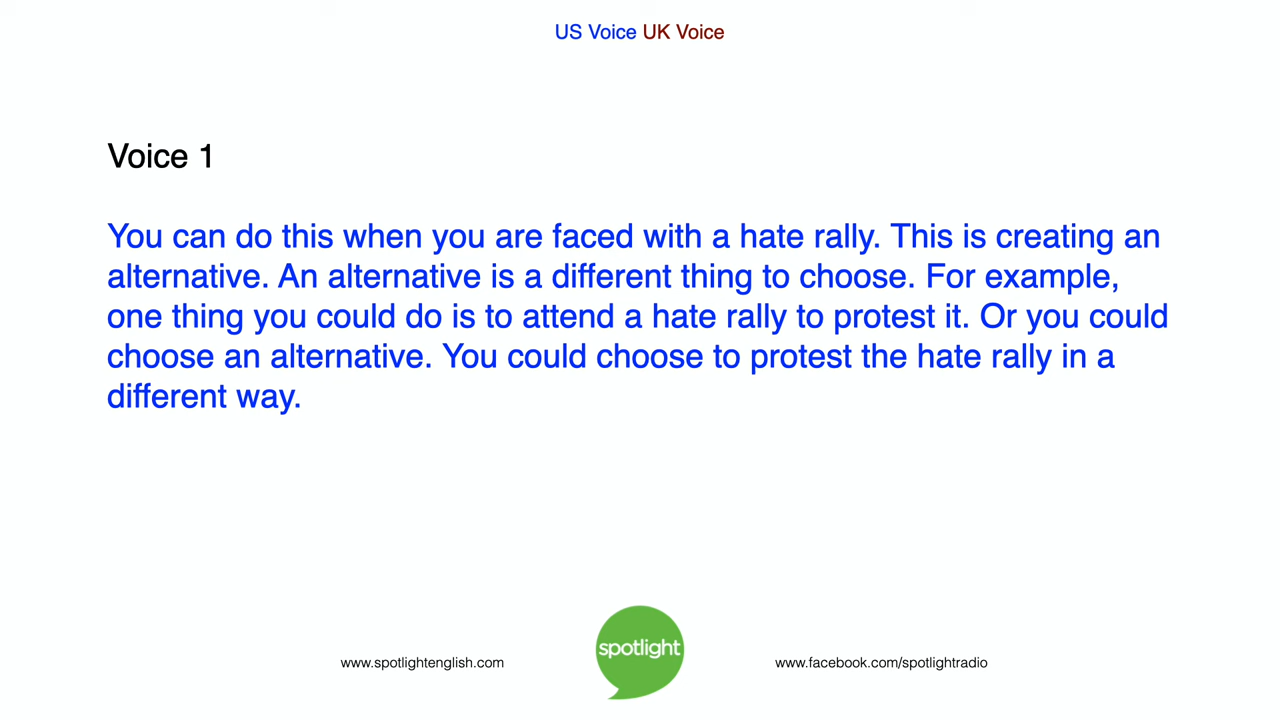 US Voice UK Voice
Voice 1
You can do this when you are faced with a hate rally. This is creating an
alternative. An alternative is a different thing to choose. For example,
one thing you could do is to attend a hate rally to protest it. Or you could
choose an alternative. You could choose to protest the hate rally in a
different way.
www.spotlightenglish.com
spotlight
www.facebook.com/spotlightradio